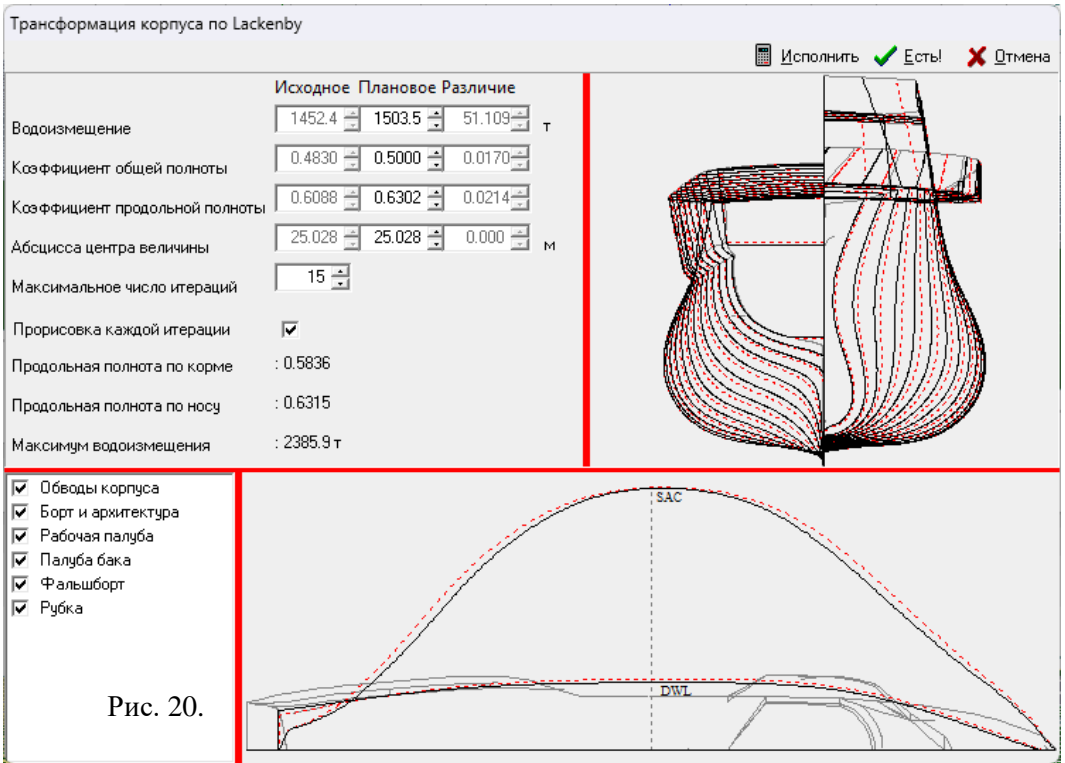 Трансформация корпуса по Lackenby
Исполнить Есть! Отмена
Исходное Плановое Различие
Водоизмещение 1452.4 1503.5 51.109 т
Коэффициент общей полноты 0.4830 0.5000 0.0170
Коэффициент продольной полноты 0.6088 0.6302 0.0214
Абсцисса центра величины 25.028 25.028 0.000 м
Максимальное число итераций 15
Прорисовка каждой итерации
Продольная полнота по корме : 0.5836
Продольная полнота по носу : 0.6315
Максимум водоизмещения : 2385.9 т
Обводы корпуса
Борт и архитектура
Рабочая палуба
Палуба бака
Фальшборт
Рубка
Рис. 20.
SAC
DWL